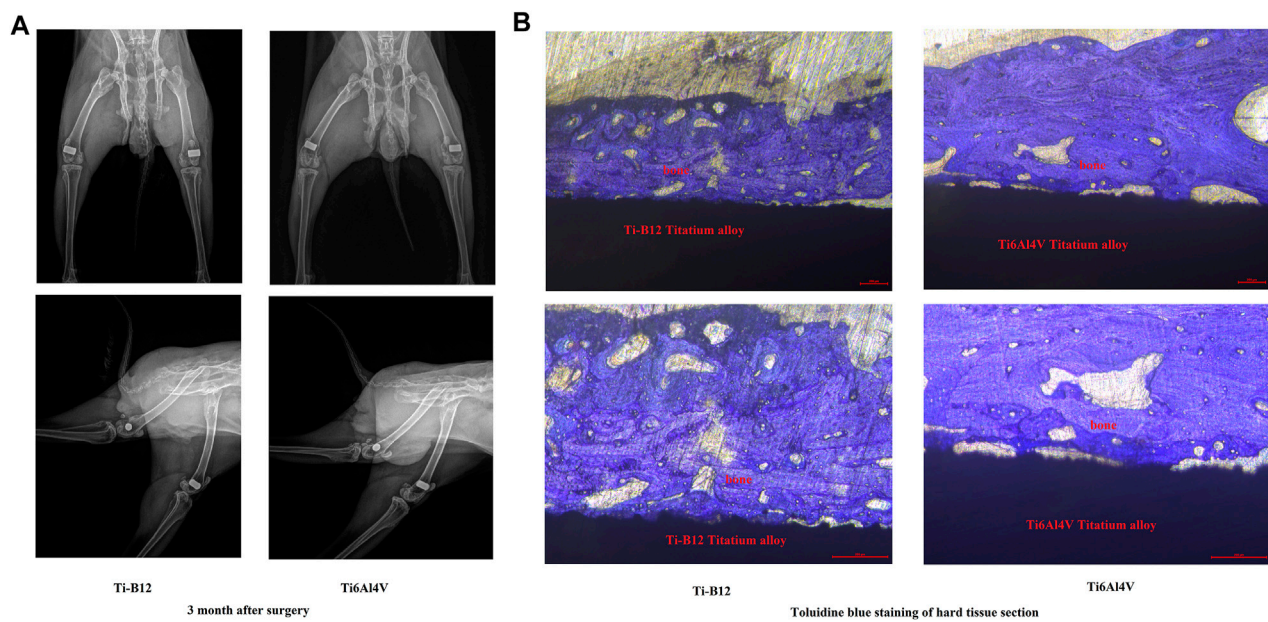 A
B
bone
Ti-B12 Titatium alloy
bone
Ti6Al4V Titatium alloy
bone
Ti-B12 Titatium alloy
bone
Ti6Al4V Titatium alloy
Ti-B12
Ti6Al4V
3 month after surgery
Ti-B12
Ti6Al4V
Toluidine blue staining of hard tissue section